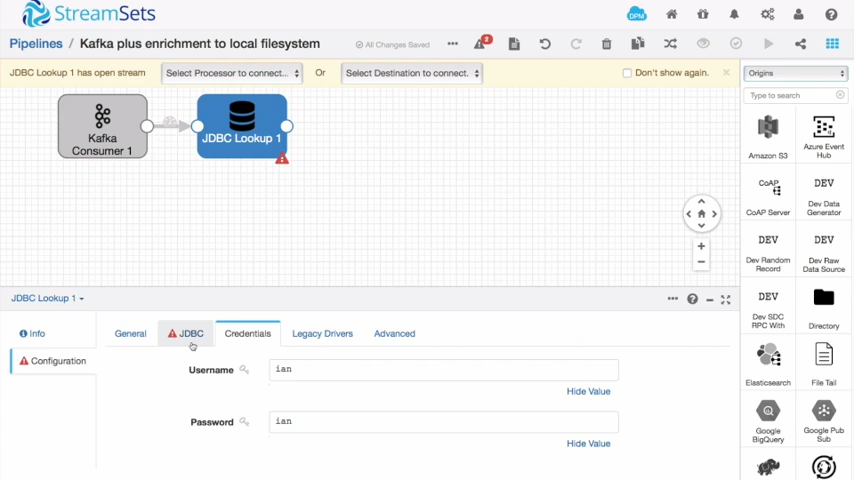 StreamSets
DPM
Pipelines / Kafka plus enrichment to local filesystem
All Changes Saved
2
JDBC Lookup 1 has open stream
Select Processor to connect...
Or
Select Destination to connect.
Don't show again.
Origins
Type to search
Kafka
Consumer 1
JDBC Lookup 1
Amazon S3
Azure Event
Hub
CoAP
CoAP Server
DEV
Dev Data
Generator
DEV
Dev Random
Record
DEV
Dev Raw
Data Source
DEV
Dev SDC
RPC With
Directory
Elasticsearch
File Tail
Google
BigQuery
Google Pub
Sub
JDBC Lookup 1
Info
Configuration
General
JDBC
Credentials
Legacy Drivers
Advanced
Username
ian
Hide Value
Password
ian
Hide Value